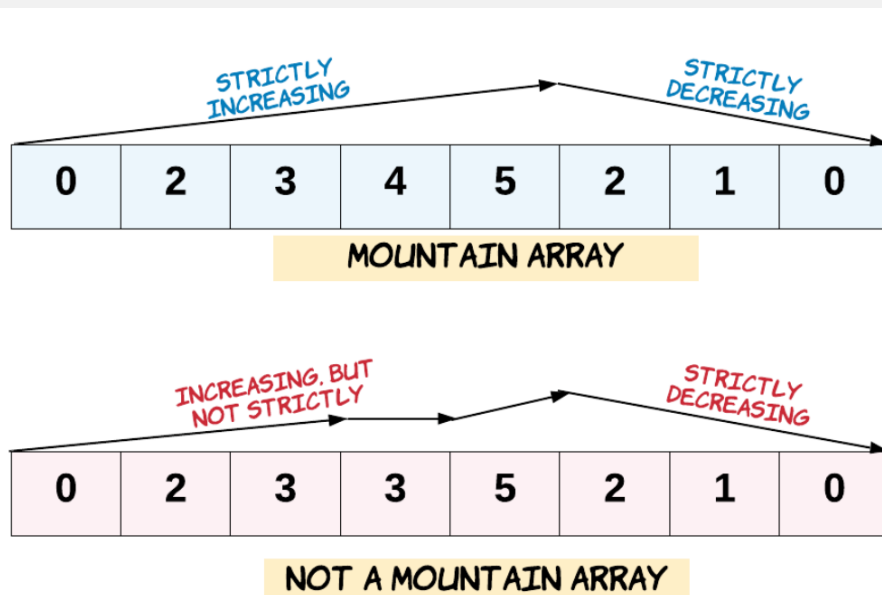 STRICTLY
INCREASING
STRICTLY
DECREASING
0 2 3 4 5 2 1 0
MOUNTAIN ARRAY
INCREASING, BUT
NOT STRICTLY
STRICTLY
DECREASING
0 2 3 3 5 2 1 0
NOT A MOUNTAIN ARRAY